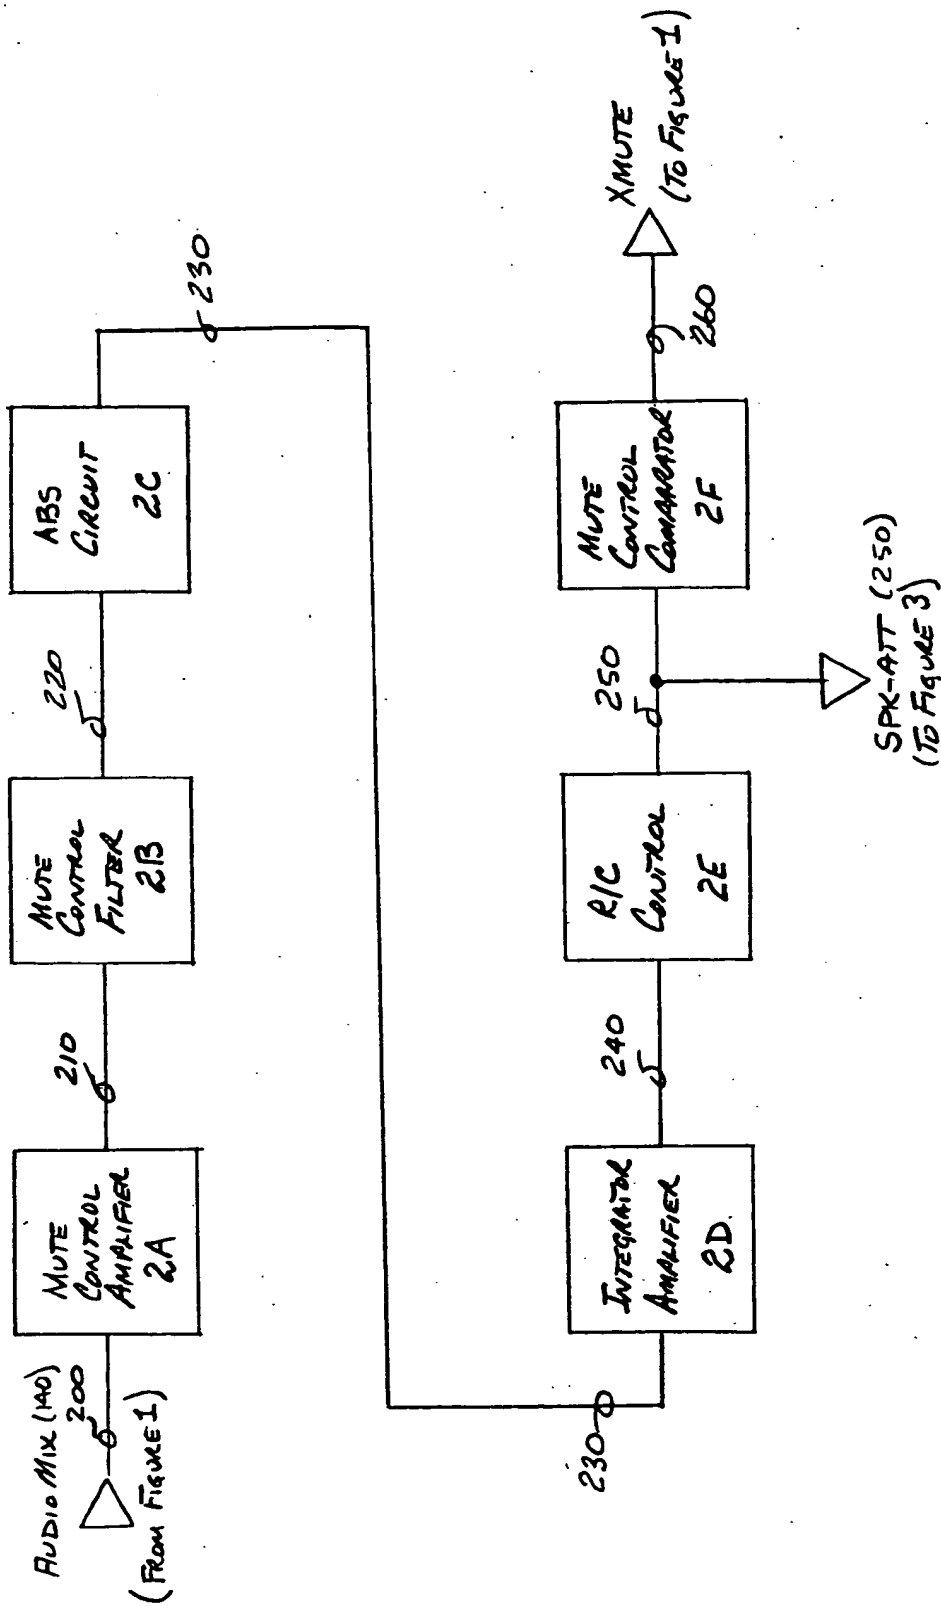 AUDIO MIX (140)
200
(FROM FIGURE 1)
MUTE
CONTROL
AMPLIFIER
2A
210
MUTE
CONTROL
FILTER
2B
220
ABS
CIRCUIT
2C
230
230
INTEGRATOR
AMPLIFIER
2D
240
R/C
CONTROL
2E
250
SPK-ATT (250)
(TO FIGURE 3)
MUTE
CONTROL
COMPARATOR
2F
260
XMUTE
(TO FIGURE 1)